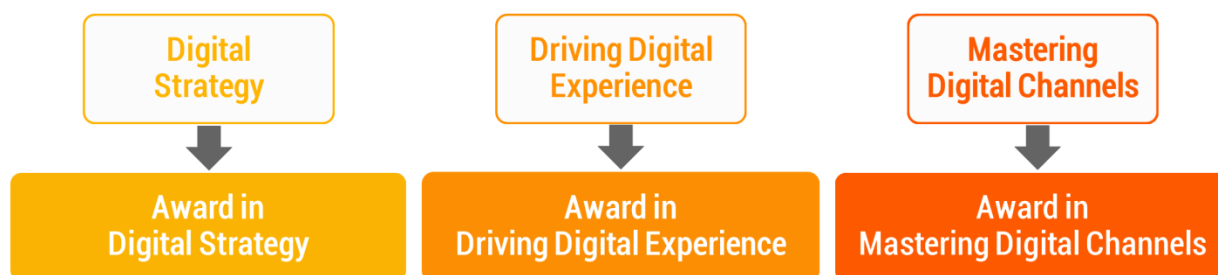 Digital
Strategy
Driving Digital
Experience
Mastering
Digital Channels
Award in
Digital Strategy
Award in
Driving Digital Experience
Award in
Mastering Digital Channels